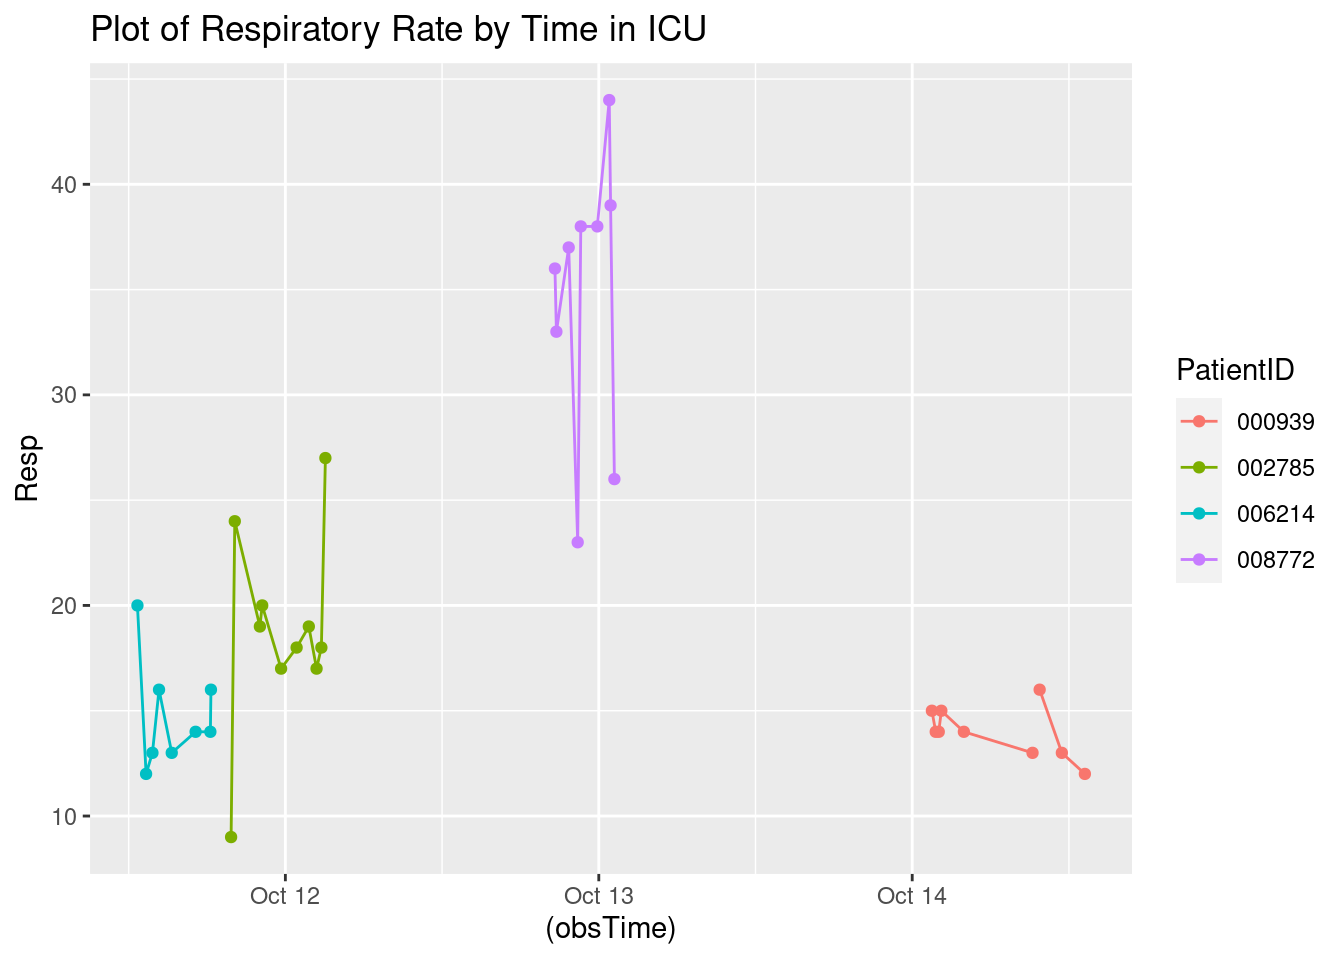 Plot of Respiratory Rate by Time in ICU
Resp
40
30
20
10
Oct 12
Oct 13
Oct 14
(obsTime)
PatientID
000939
002785
006214
008772